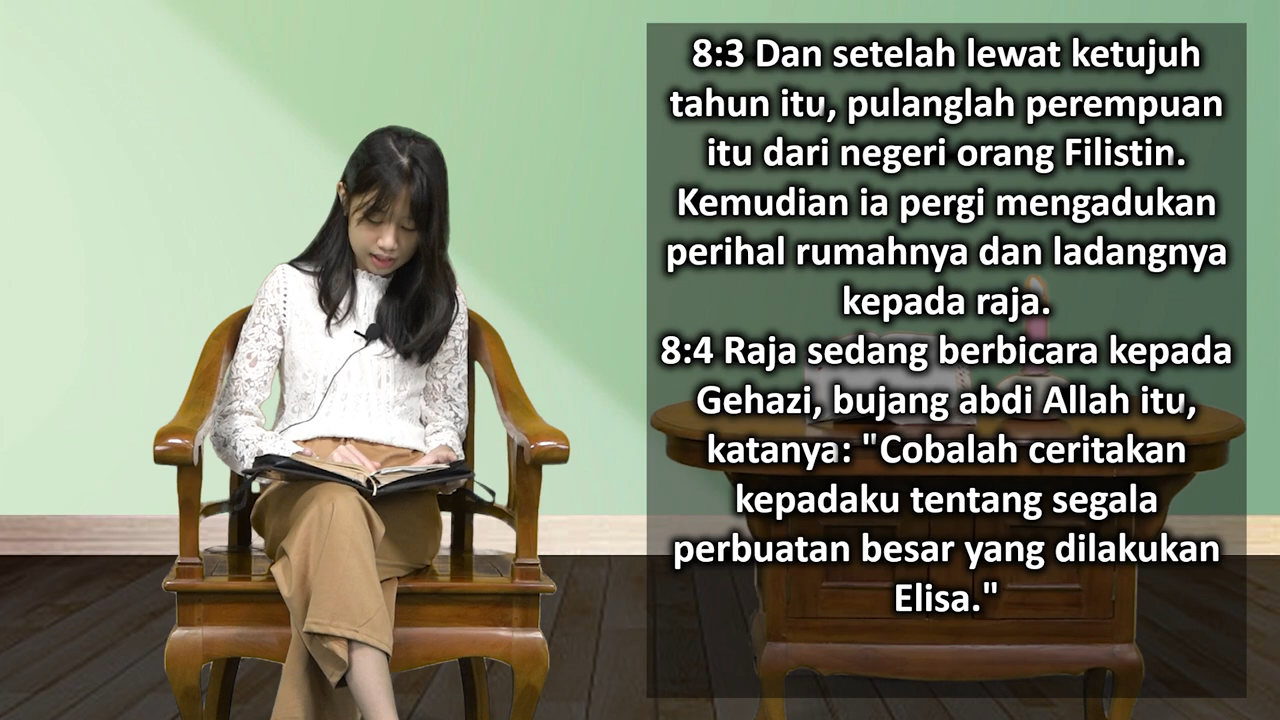 8:3 Dan setelah lewat ketujuh
tahun itu, pulanglah perempuan
itu dari negeri orang Filistin.
Kemudian ia pergi mengadukan
perihal rumahnya dan ladangnya
kepada raja.
8:4 Raja sedang berbicara kepada
Gehazi, bujang abdi Allah itu,
katanya: "Cobalah ceritakan
kepadaku tentang segala
perbuatan besar yang dilakukan
Elisa."